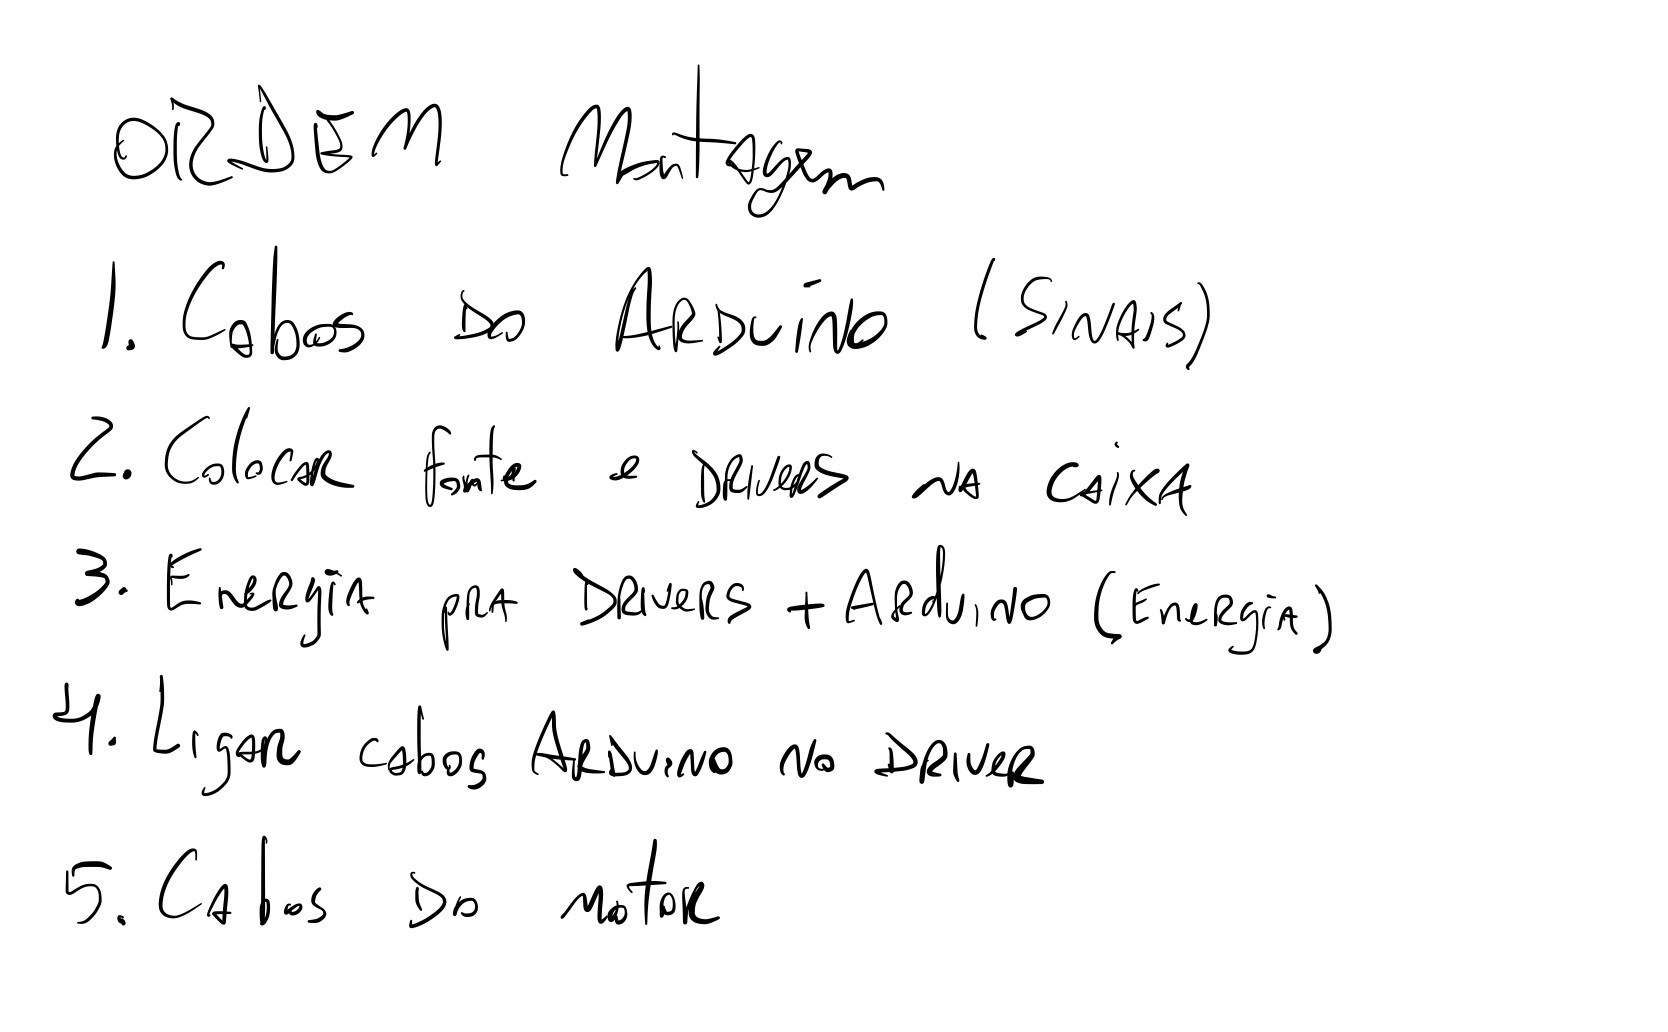 ORDEM Montagem
1. Cabos DO ARDUiNO (SINAIS)
2. Colocar fonte e DRIVERS NA CAiXA
3. Energia pra DRIVERS + ARduINO (Energia)
4. Ligar cabos ARDUINO No DRIVER
5. Cabos Do motor